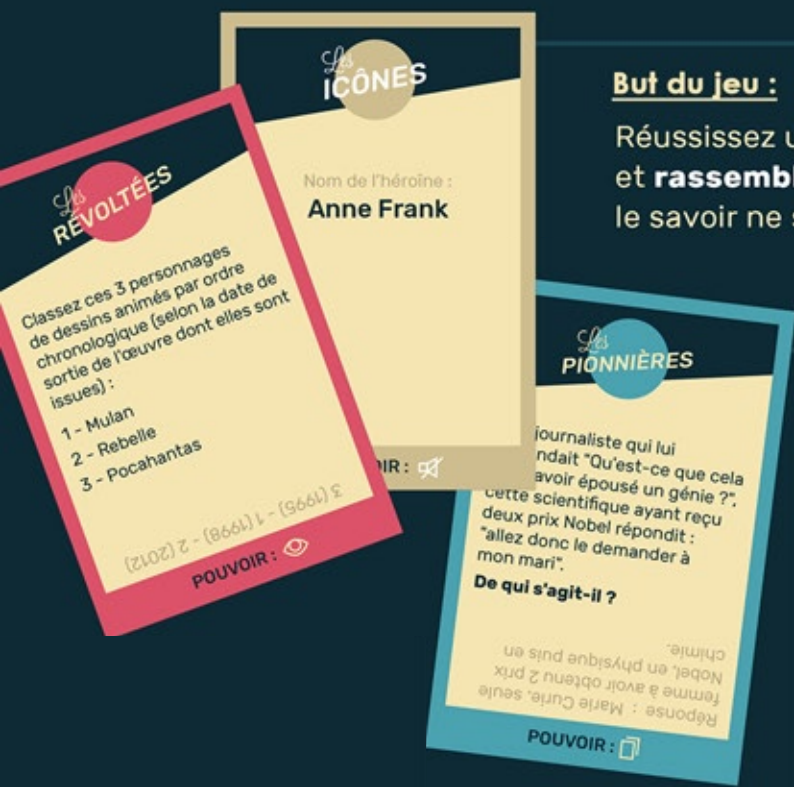 Les
ICÔNES
Nom de l'héroïne :
Anne Frank
Les
RÉVOLTÉES
Classez ces 3 personnages
de dessins animés par ordre
chronologique (selon la date de
sortie de l'œuvre dont elles sont
issues) :
1 - Mulan
2 - Rebelle
3 - Pocahantas
3 (1995) - 1 (1998) - 2 (2012)
POUVOIR :
But du jeu :
Réussissez
et rassembl
le savoir ne
Les
PIONNIÈRES
journaliste qui lui
ndait "Qu'est-ce que cela
avoir épousé un génie ?",
cette scientifique ayant reçu
deux prix Nobel répondit :
"allez donc le demander à
mon mari".
De qui s'agit-il ?
Réponse : Marie Curie, seule
femme à avoir obtenu 2 prix
Nobel, en physique puis en
chimie.
POUVOIR :
IR :